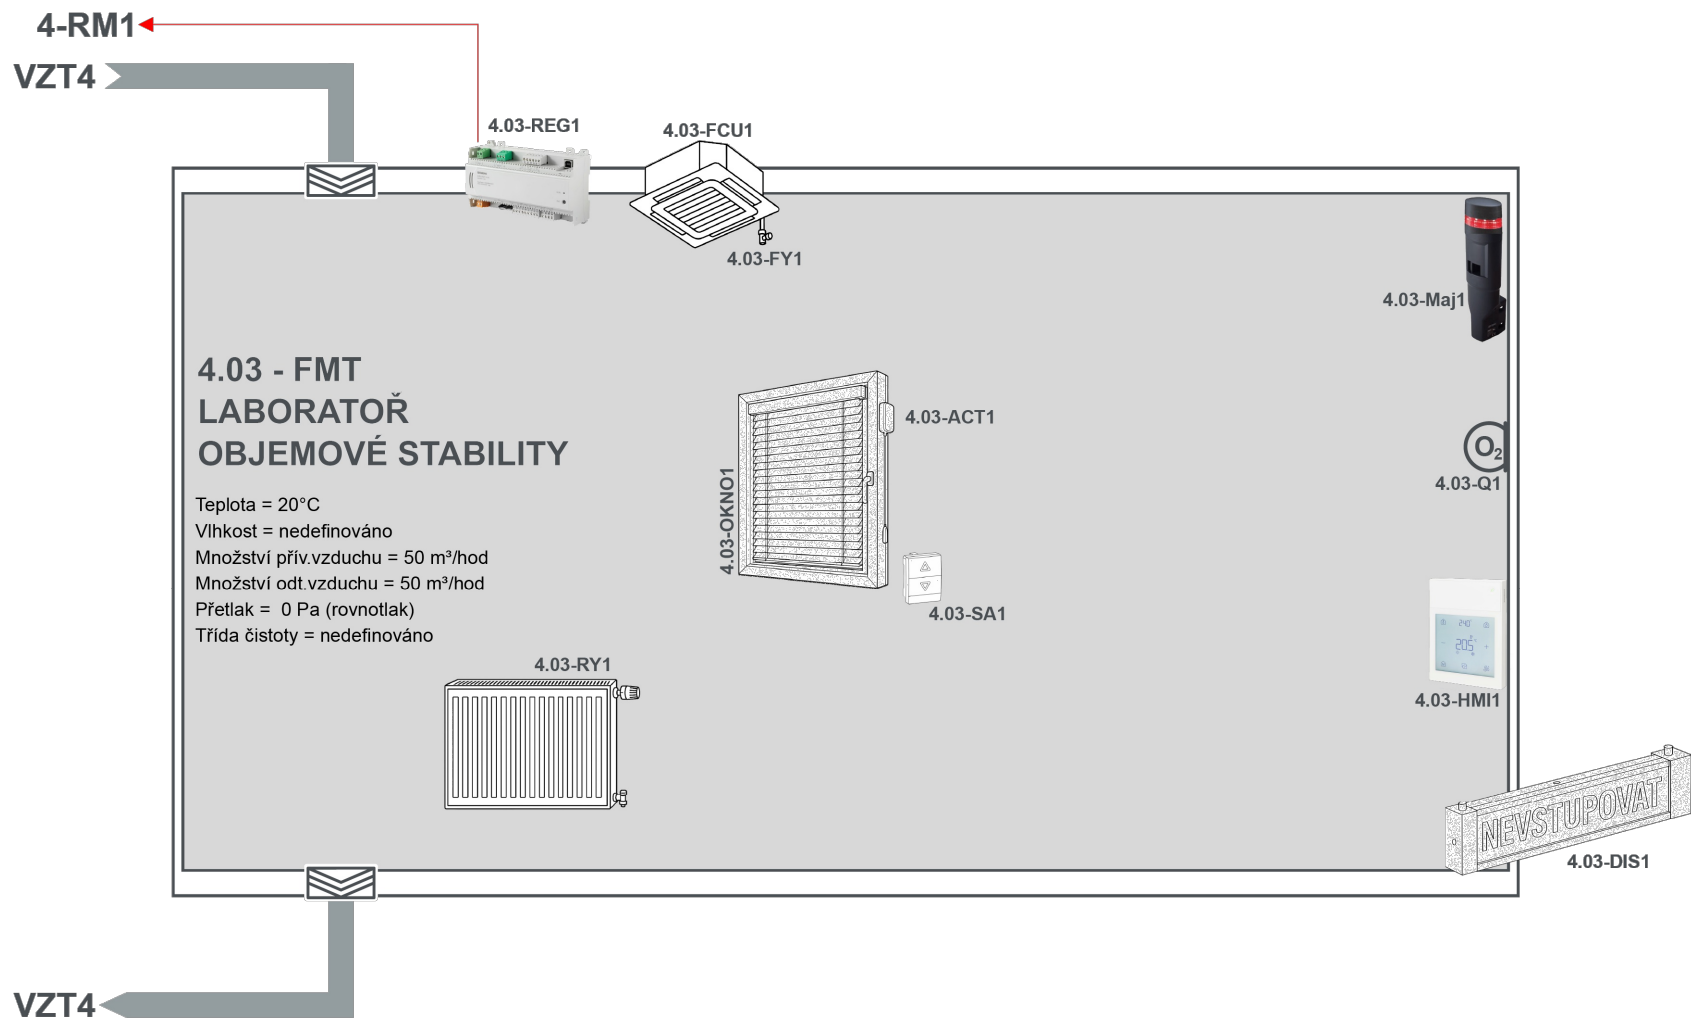 4-RM1
VZT4
4.03-REG1
4.03-FCU1
4.03-FY1
4.03-Maj1
4.03 - FMT
LABORATOŘ
OBJEMOVÉ STABILITY
4.03-ACT1
O₂
4.03-Q1
4.03-OKNO1
Teplota = 20°C
Vlhkost = nedefinováno
Množství přív.vzduchu = 50 m³/hod
Množství odt.vzduchu = 50 m³/hod
Přetlak =  0 Pa (rovnotlak)
Třída čistoty = nedefinováno
4.03-SA1
4.03-RY1
4.03-HMI1
NEVSTUPOVAT
4.03-DIS1
VZT4